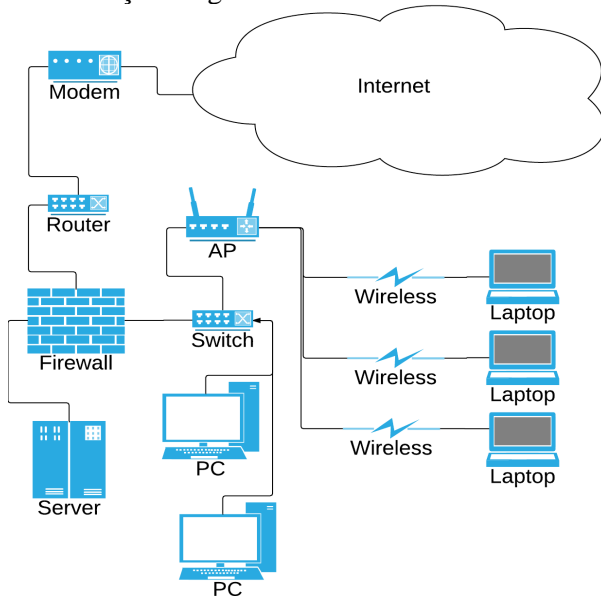 Internet
Modem
Router
AP
Wireless
Laptop
Switch
Firewall
Wireless
Laptop
PC
Wireless
Laptop
Server
PC